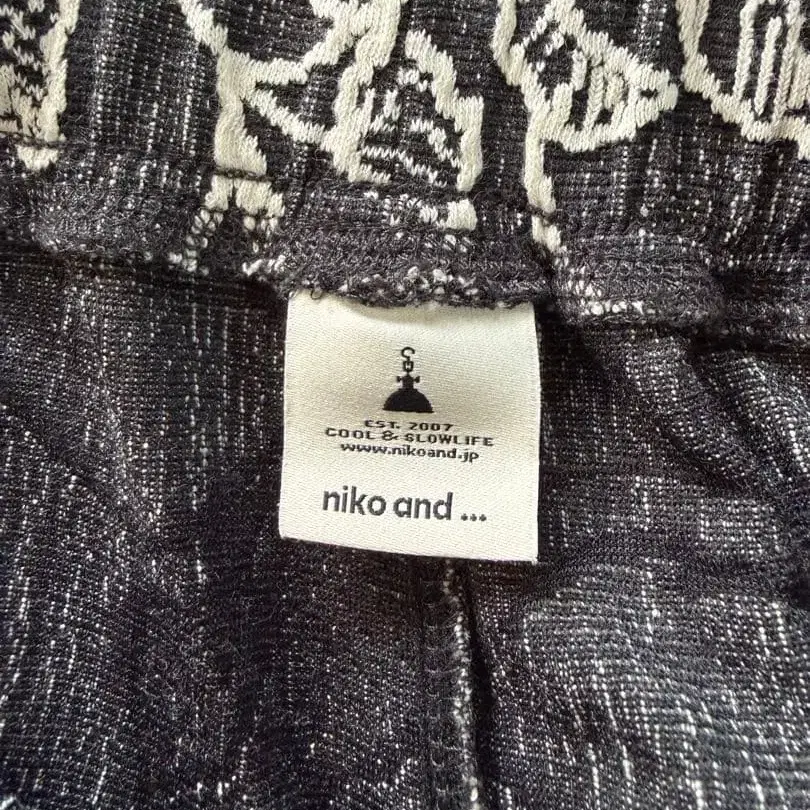 EST. 2007
COOL & SLOWLIFE
www.nikoand.jp
niko and ...